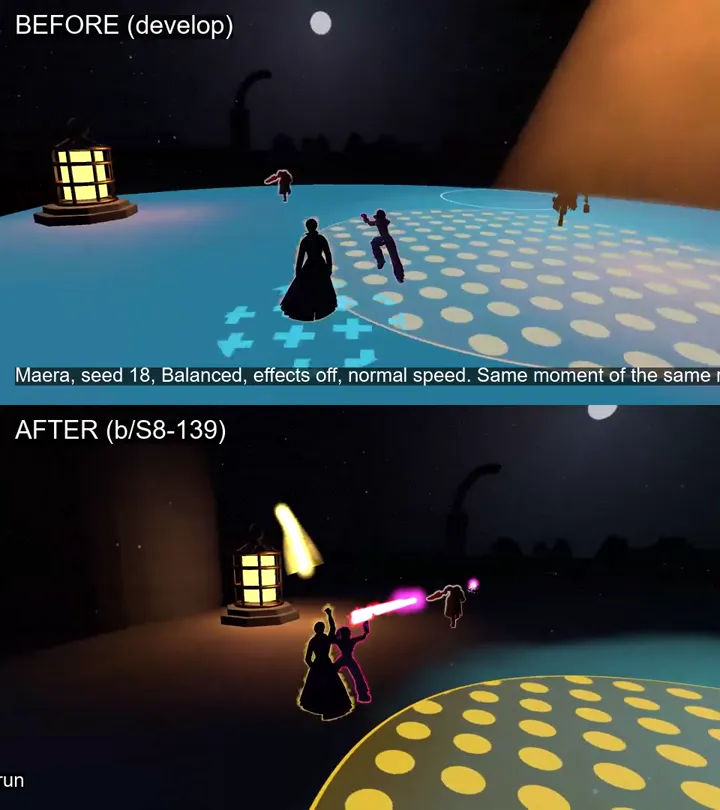 BEFORE (develop)
Maera, seed 18, Balanced, effects off, normal speed. Same moment of the same
AFTER (b/S8-139)
run